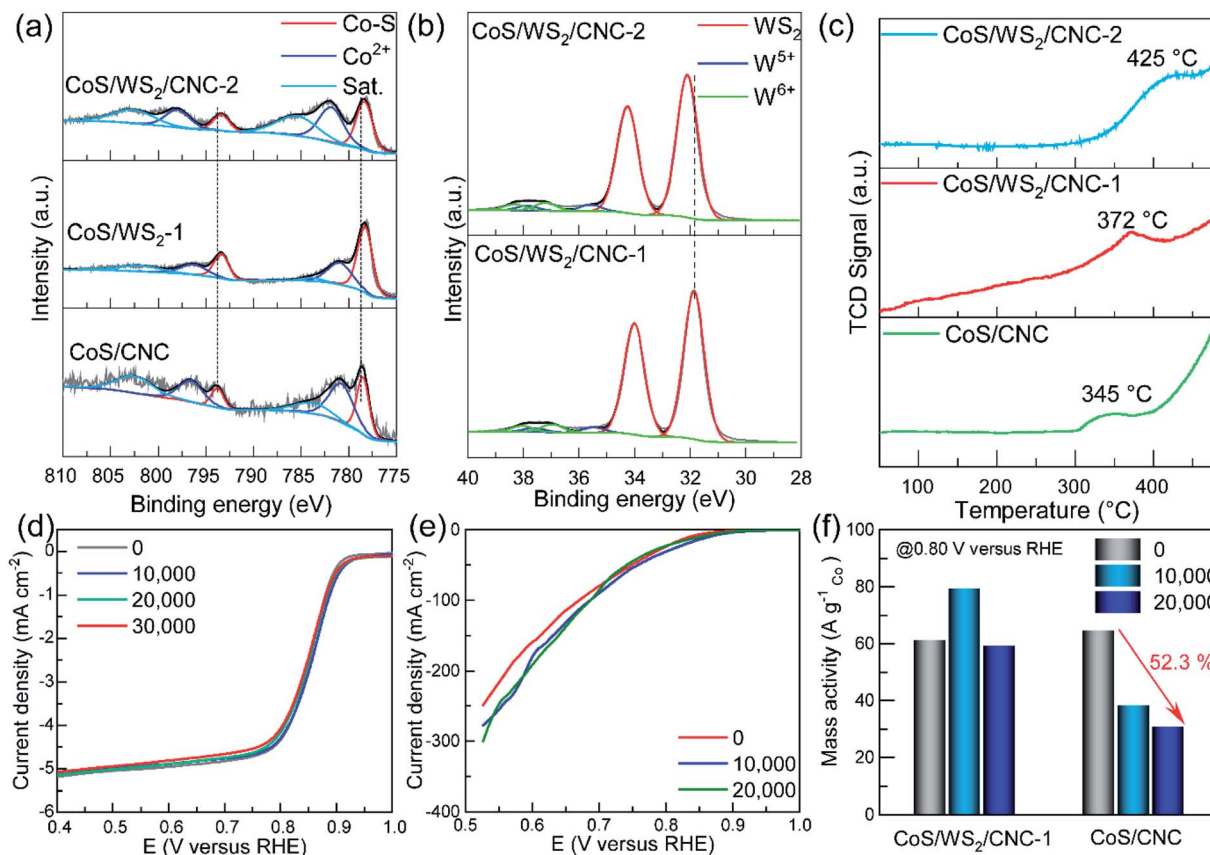 (a)
Co-S
Co²⁺
Sat.
CoS/WS₂/CNC-2
CoS/WS₂-1
CoS/CNC
Intensity (a.u.)
810 805 800 795 790 785 780 775
Binding energy (eV)
(b)
CoS/WS₂/CNC-2
WS₂
W⁵⁺
W⁶⁺
CoS/WS₂/CNC-1
Intensity (a.u.)
40 38 36 34 32 30 28
Binding energy (eV)
(c)
CoS/WS₂/CNC-2
425 °C
CoS/WS₂/CNC-1
372 °C
CoS/CNC
345 °C
TCD Signal (a.u.)
100 200 300 400
Temperature (°C)
(d)
0
10,000
20,000
30,000
Current density (mA cm⁻²)
0
-1
-2
-3
-4
-5
-6
0.4 0.5 0.6 0.7 0.8 0.9 1.0
E (V versus RHE)
(e)
0
10,000
20,000
Current density (mA cm⁻²)
0
-100
-200
-300
-400
0.5 0.6 0.7 0.8 0.9 1.0
E (V versus RHE)
(f)
@0.80 V versus RHE
0
10,000
20,000
52.3 %
Mass activity (A g⁻¹ Co)
100
80
60
40
20
0
CoS/WS₂/CNC-1 CoS/CNC